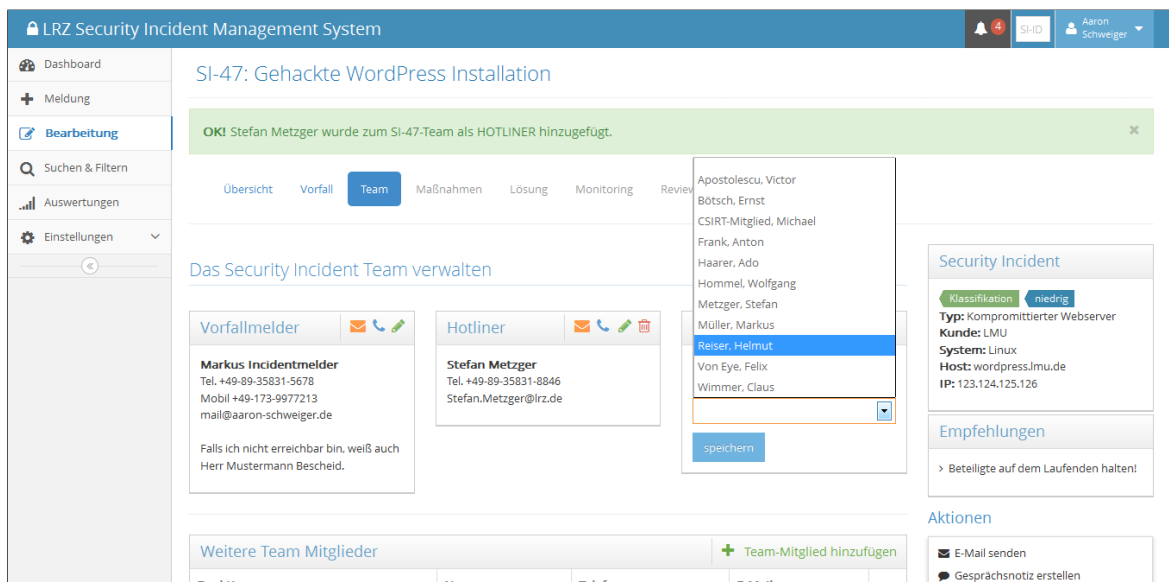 LRZ Security Incident Management System
4
SI-ID
Aaron
Schweiger
Dashboard
Meldung
Bearbeitung
Suchen & Filtern
Auswertungen
Einstellungen
SI-47: Gehackte WordPress Installation
OK! Stefan Metzger wurde zum SI-47-Team als HOTLINER hinzugefügt.
Übersicht
Vorfall
Team
Maßnahmen
Lösung
Monitoring
Review
Apostolescu, Victor
Bötsch, Ernst
CSIRT-Mitglied, Michael
Frank, Anton
Haarer, Ado
Hommel, Wolfgang
Metzger, Stefan
Müller, Markus
Reiser, Helmut
Von Eye, Felix
Wimmer, Claus
speichern
Das Security Incident Team verwalten
Vorfallmelder
Markus Incidentmelder
Tel. +49-89-35831-5678
Mobil +49-173-9977213
mail@aaron-schweiger.de
Falls ich nicht erreichbar bin, weiß auch
Herr Mustermann Bescheid.
Hotliner
Stefan Metzger
Tel. +49-89-35831-8846
Stefan.Metzger@lrz.de
Security Incident
Klassifikation
niedrig
Typ: Kompromittierter Webserver
Kunde: LMU
System: Linux
Host: wordpress.lmu.de
IP: 123.124.125.126
Empfehlungen
Beteiligte auf dem Laufenden halten!
Aktionen
E-Mail senden
Gesprächsnotiz erstellen
Weitere Team Mitglieder
Team-Mitglied hinzufügen